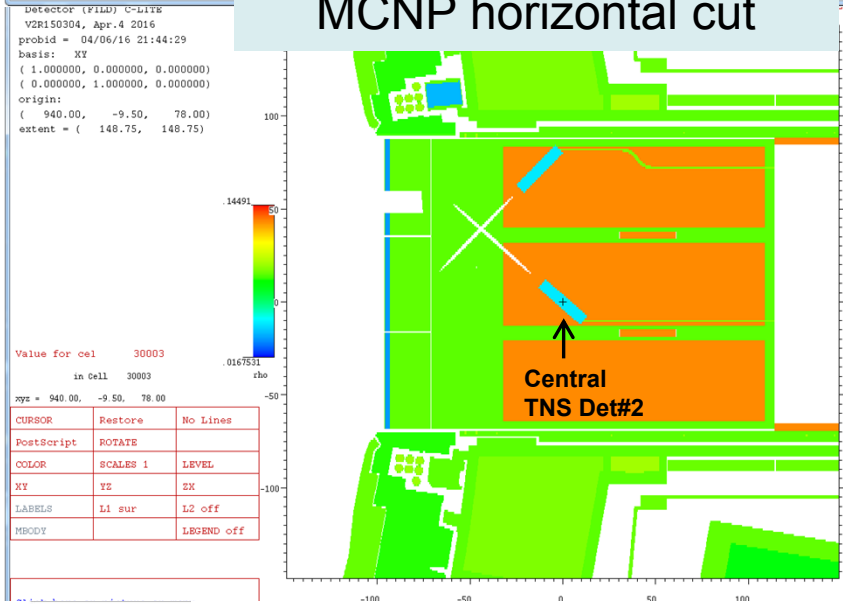 MCNP horizontal cut
Detector (FILD) C-LITE
V2R150304, Apr.4 2016
probid = 04/06/16 21:44:29
basis: XY
( 1.000000, 0.000000, 0.000000)
( 0.000000, 1.000000, 0.000000)
origin:
( 940.00, -9.50, 78.00)
extent = ( 148.75, 148.75)
100
.14491
50
0
.0167531
rho
Value for cel 30003
in Cell 30003
xyz = 940.00, -9.50, 78.00
-50
Central
TNS Det#2
CURSOR Restore No Lines
PostScript ROTATE
COLOR SCALES 1 LEVEL
XY YZ ZX
-100
LABELS L1 sur L2 off
MBODY LEGEND off
-100 -50 0 50 100